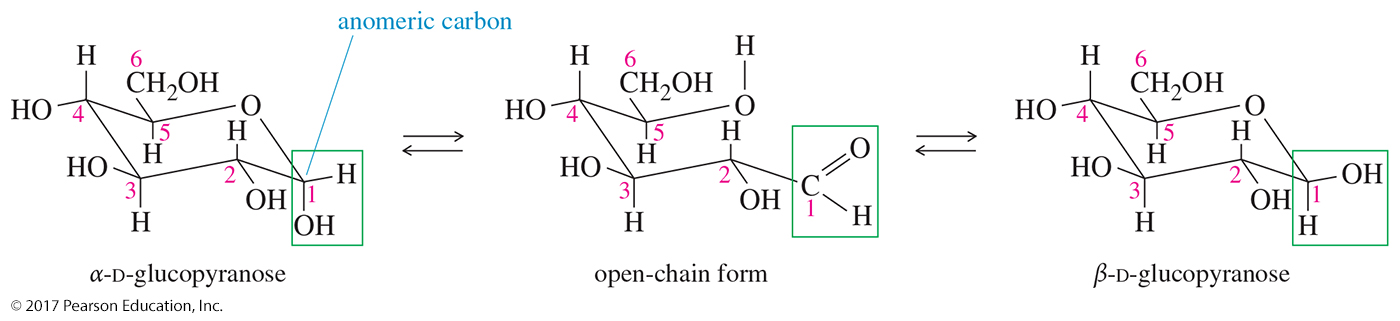 anomeric carbon
H
6
CH₂OH
O
HO
4
5
H
H
HO
3
2
1
H
OH
H
OH
α-D-glucopyranose
H
H
6
CH₂OH
O
HO
4
5
H
H
HO
3
2
OH
C
1
O
H
H
open-chain form
H
6
CH₂OH
O
HO
4
5
H
H
HO
3
2
1
OH
OH
H
H
β-D-glucopyranose
© 2017 Pearson Education, Inc.